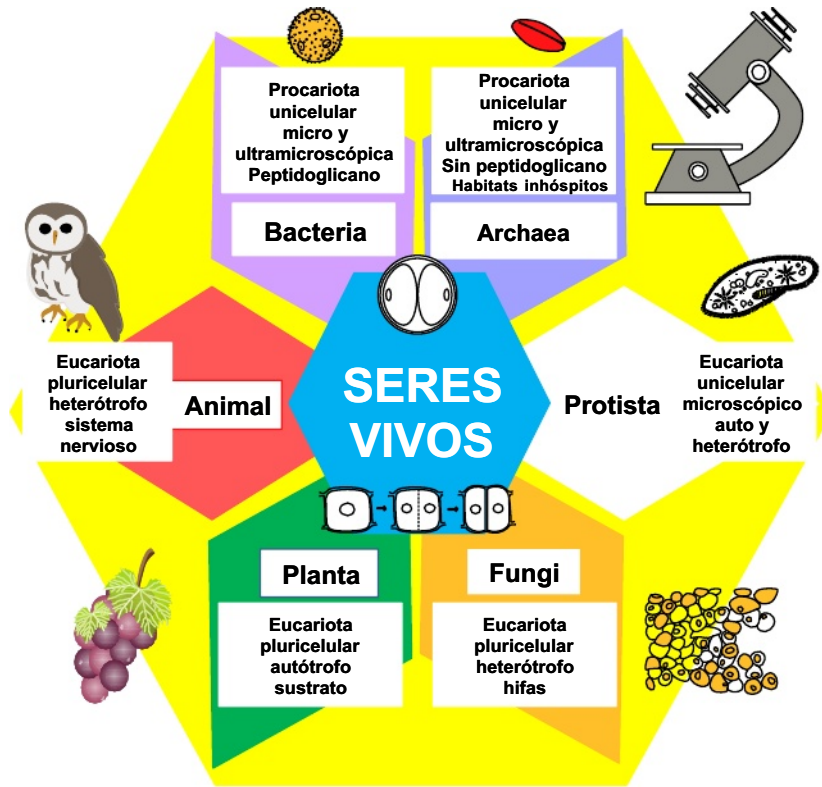 Procariota
unicelular
micro y
ultramicroscópica
Peptidoglicano
Bacteria
Procariota
unicelular
micro y
ultramicroscópica
Sin peptidoglicano
Habitats inhóspitos
Archaea
Eucariota
pluricelular
heterótrofo
sistema
nervioso
Animal
SERES
VIVOS
Protista
Eucariota
unicelular
microscópico
auto y
heterótrofo
Planta
Eucariota
pluricelular
autótrofo
sustrato
Fungi
Eucariota
pluricelular
heterótrofo
hifas